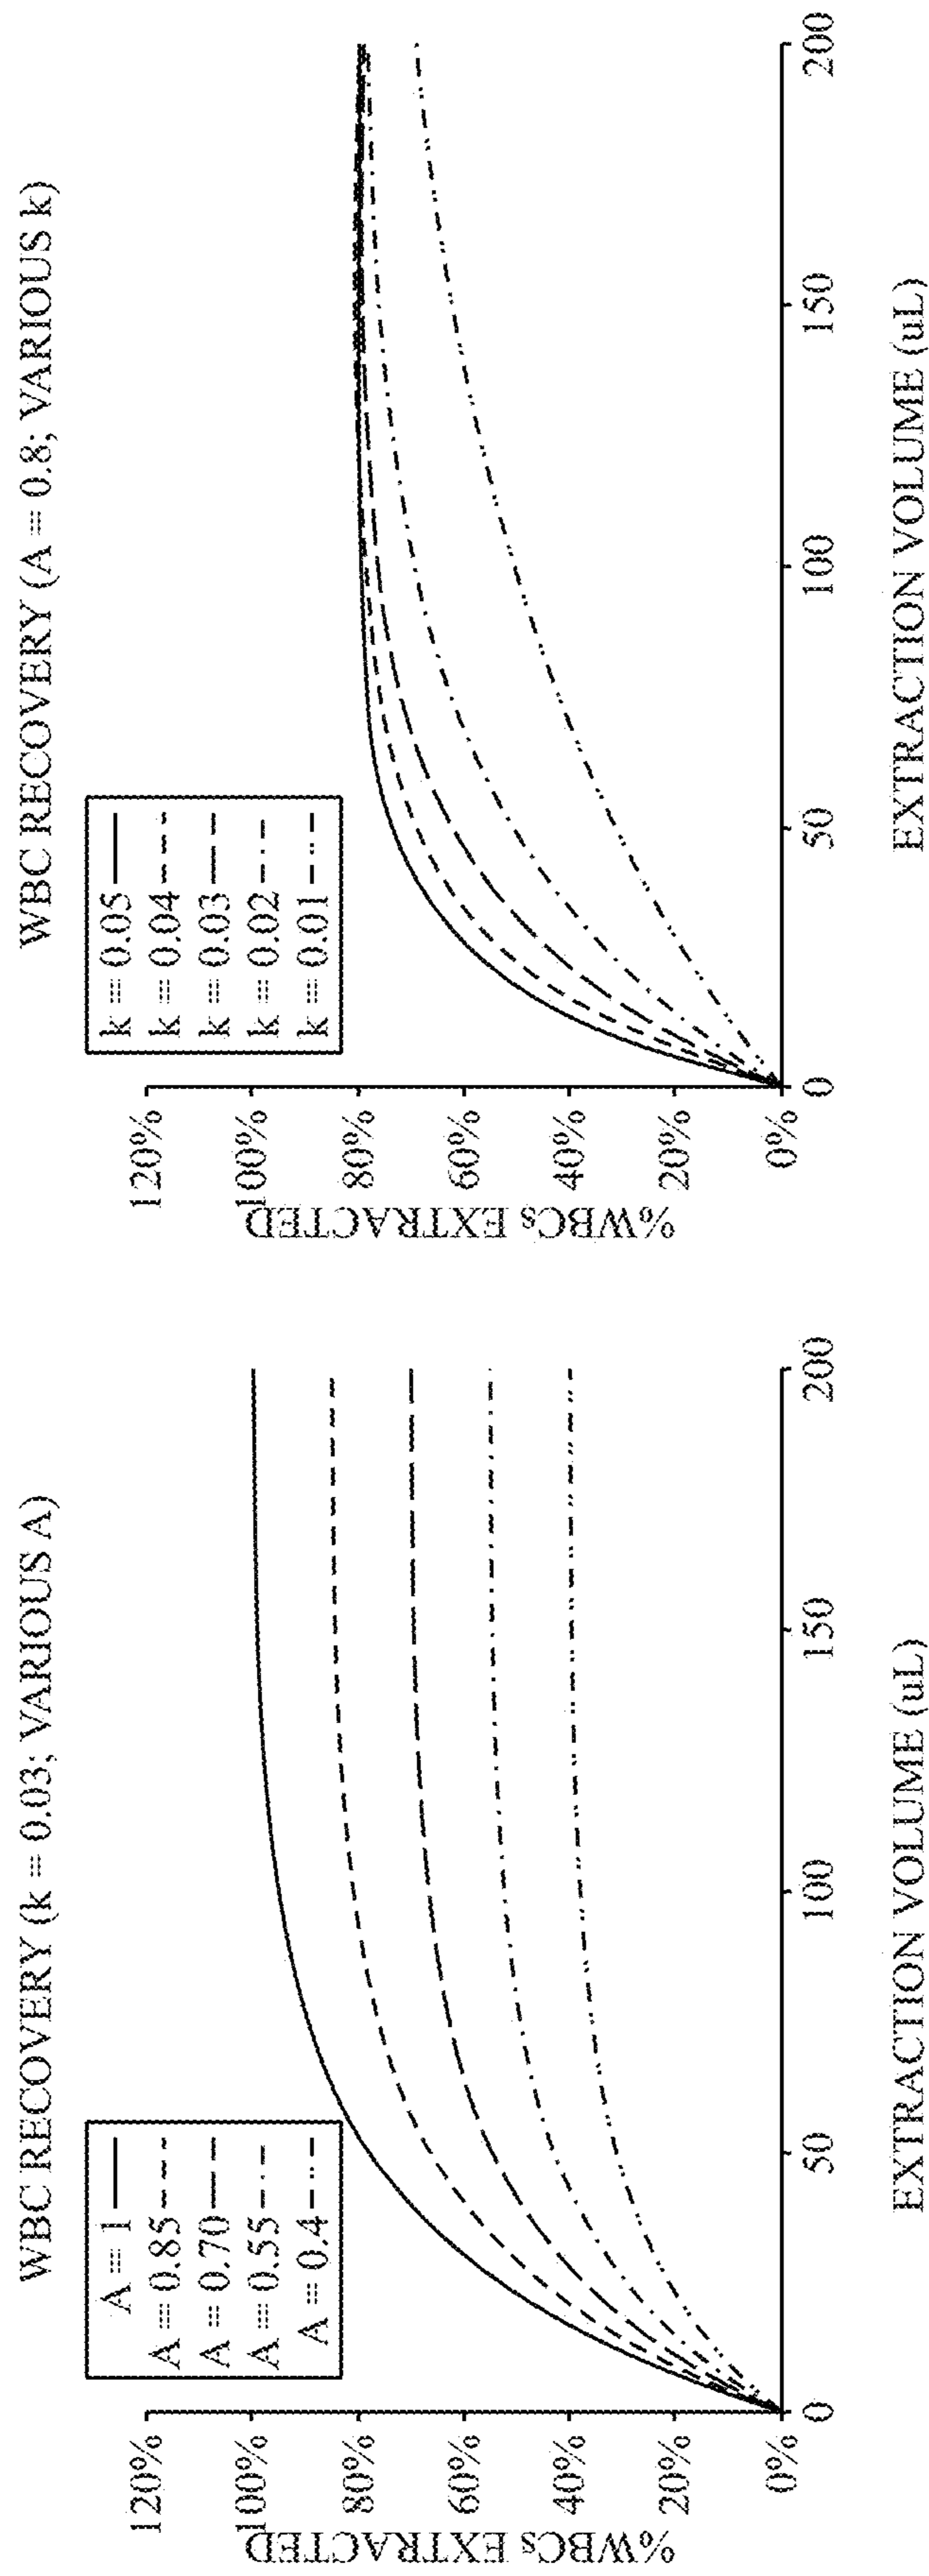 WBC RECOVERY (k = 0.03; VARIOUS A)
A = 1
A = 0.85
A = 0.70
A = 0.55
A = 0.4
%WBCs EXTRACTED
120%
100%
80%
60%
40%
20%
0%
0 50 100 150 200
EXTRACTION VOLUME (uL)
WBC RECOVERY (A = 0.8; VARIOUS k)
k = 0.05
k = 0.04
k = 0.03
k = 0.02
k = 0.01
%WBCs EXTRACTED
120%
100%
80%
60%
40%
20%
0%
0 50 100 150 200
EXTRACTION VOLUME (uL)